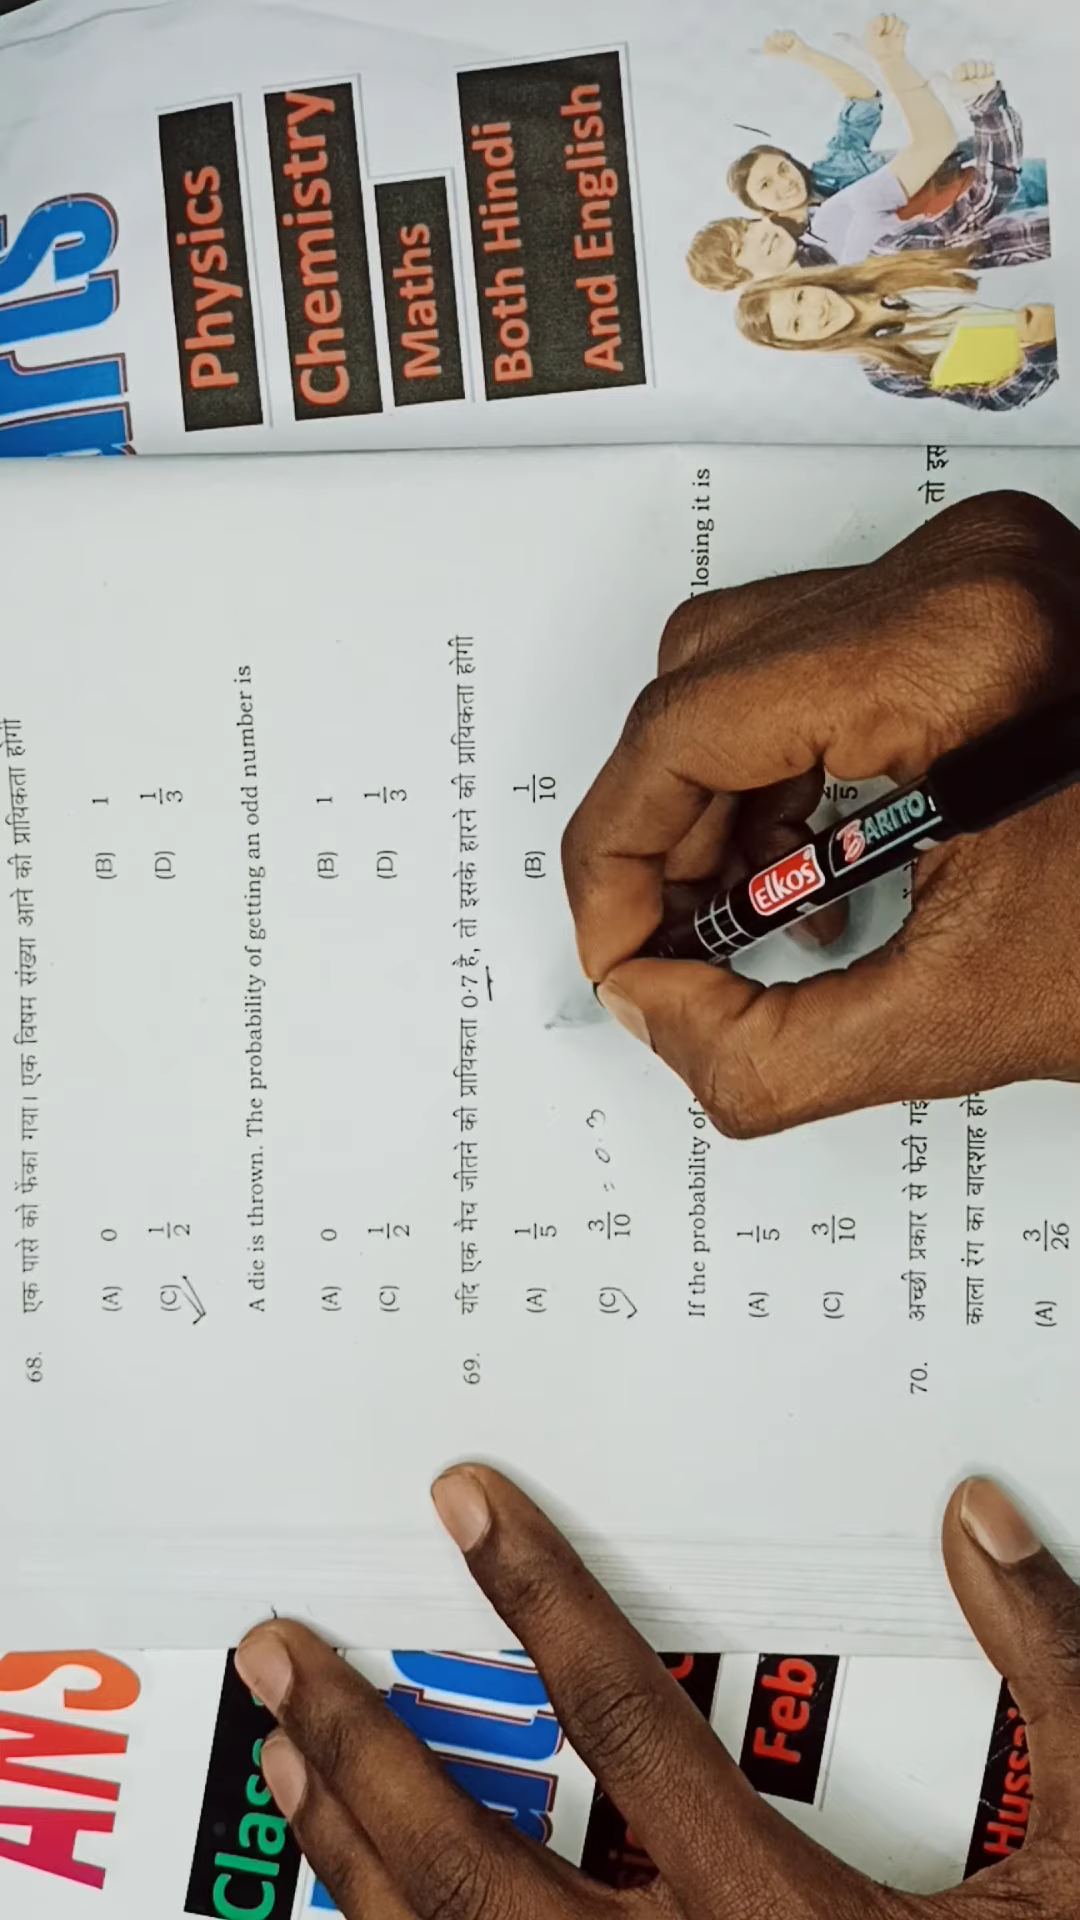 Physics
Chemistry
Maths
Both Hindi
And English
68. एक पासे को फेंका गया। एक विषम संख्या आने की प्रायिकता होगी
(A) 0 (B) 1
(C) 1/2 (D) 1/3
A die is thrown. The probability of getting an odd number is
(A) 0 (B) 1
(C) 1/2 (D) 1/3
69. यदि एक मैच जीतने की प्रायिकता 0·7 है, तो इसके हारने की प्रायिकता होगी
(A) 1/5 (B) 1/10
(C) 3/10 = 0.3
If the probability of losing it is
(A) 1/5
(C) 3/10
70. अच्छी प्रकार से फेंटी गई तो इस
काला रंग का बादशाह हो
(A) 3/26
Elkos
BARITO
ANS
Class
Feb